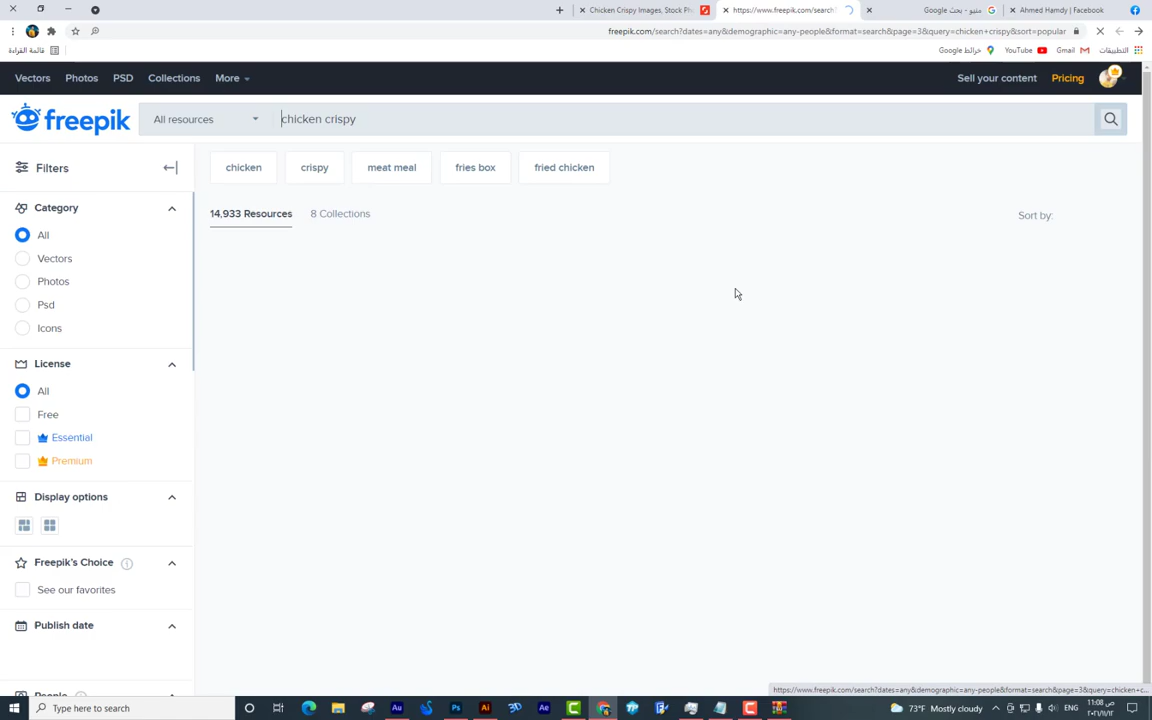 Chicken Crispy Images, Stock Ph
https://www.freepik.com/search?
منيو - بحث Google
Ahmed Hamdy | Facebook
freepik.com/search?dates=any&demographic=any-people&format=search&page=3&query=chicken+crispy&sort=popular
قائمة القراءة
خرائط Google
YouTube
Gmail
التطبيقات
Vectors
Photos
PSD
Collections
More
Sell your content
Pricing
freepik
All resources
chicken crispy
Filters
chicken
crispy
meat meal
fries box
fried chicken
Category
14,933 Resources
8 Collections
Sort by:
All
Vectors
Photos
Psd
Icons
License
All
Free
Essential
Premium
Display options
Freepik's Choice
See our favorites
Publish date
People
https://www.freepik.com/search?dates=any&demographic=any-people&format=search&page=3&query=chicken+c...
Type here to search
73°F Mostly cloudy
ENG
11:08 ص